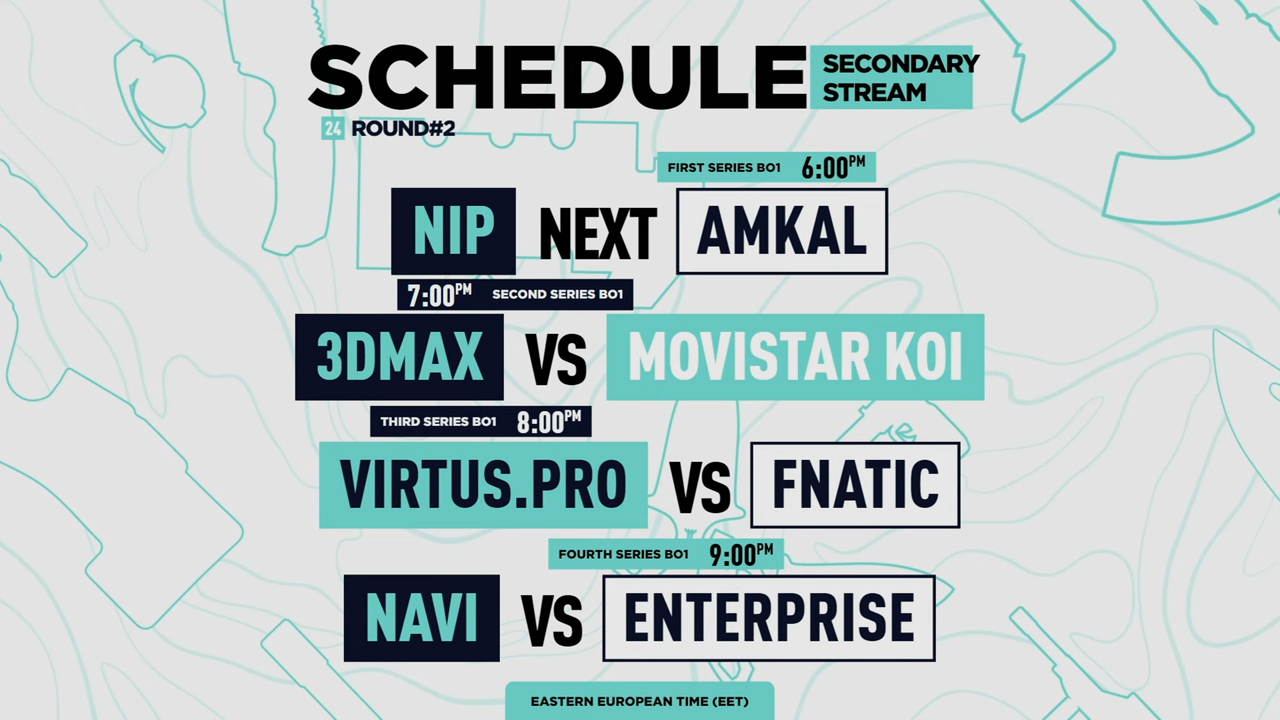 SCHEDULE SECONDARY STREAM
24 ROUND#2
FIRST SERIES BO1 6:00PM
NIP NEXT AMKAL
7:00PM SECOND SERIES BO1
3DMAX VS MOVISTAR KOI
THIRD SERIES BO1 8:00PM
VIRTUS.PRO VS FNATIC
FOURTH SERIES BO1 9:00PM
NAVI VS ENTERPRISE
EASTERN EUROPEAN TIME (EET)